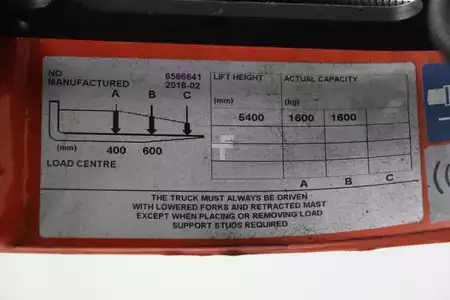 NO 6586641
MANUFACTURED 2018-02
A B C
(mm) 400 600
LOAD CENTRE
LIFT HEIGHT ACTUAL CAPACITY
(mm) (kg)
5400 1600 1600
A B C
THE TRUCK MUST ALWAYS BE DRIVEN
WITH LOWERED FORKS AND RETRACTED MAST
EXCEPT WHEN PLACING OR REMOVING LOAD
SUPPORT STUDS REQUIRED